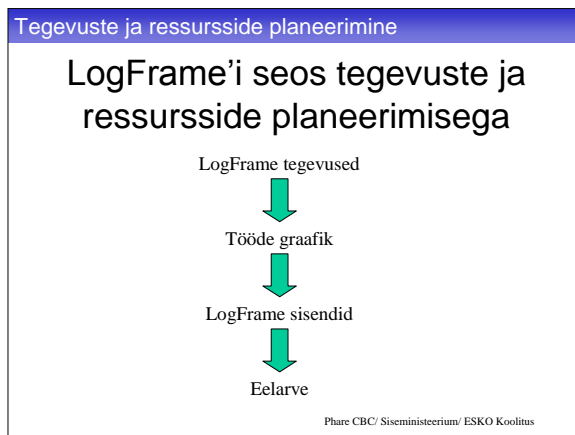 Tegevuste ja ressursside planeerimine
LogFrame'i seos tegevuste ja
ressursside planeerimisega
LogFrame tegevused
Tööde graafik
LogFrame sisendid
Eelarve
Phare CBC/ Siseministeerium/ ESKO Koolitus